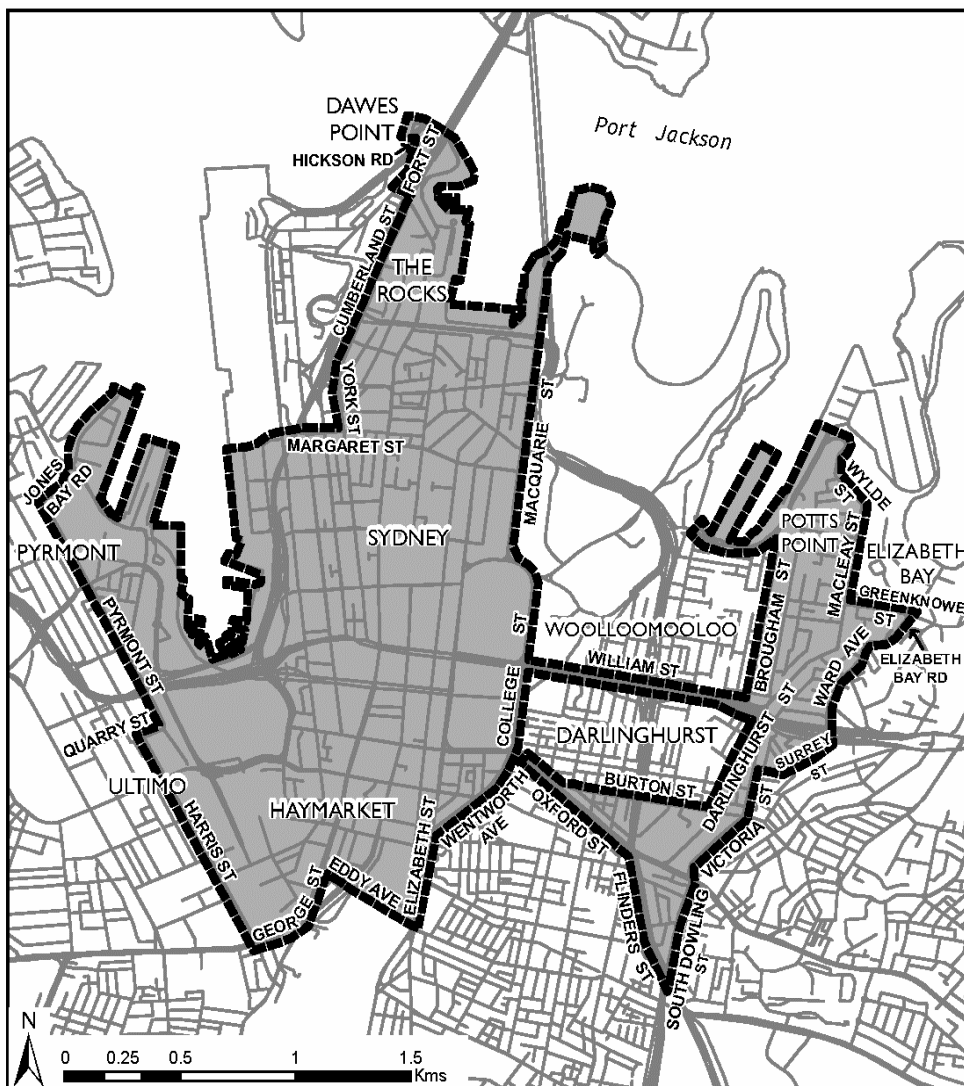 DAWES
POINT
HICKSON RD
FORT ST
Port Jackson
CUMBERLAND ST
THE
ROCKS
YORK ST
MARGARET ST
MACQUARIE ST
JONES
BAY RD
PYRMONT
SYDNEY
WYLDE
ST
POTTS
POINT
MACLEAY ST
ELIZABETH
BAY
GREENKNOWE
ST
BROUGHAM ST
WARD AVE
ELIZABETH
BAY RD
WOOLLOOMOOLOO
WILLIAM ST
PYRMONT ST
QUARRY ST
COLLEGE ST
DARLINGHURST
DARLINGHURST ST
SURREY
ST
BURTON ST
ULTIMO
HARRIS ST
HAYMARKET
ELIZABETH ST
WENTWORTH
AVE
OXFORD ST
VICTORIA ST
GEORGE ST
EDDY AVE
FLINDERS ST
SOUTH DOWLING
ST
N
0 0.25 0.5 1 1.5
Kms